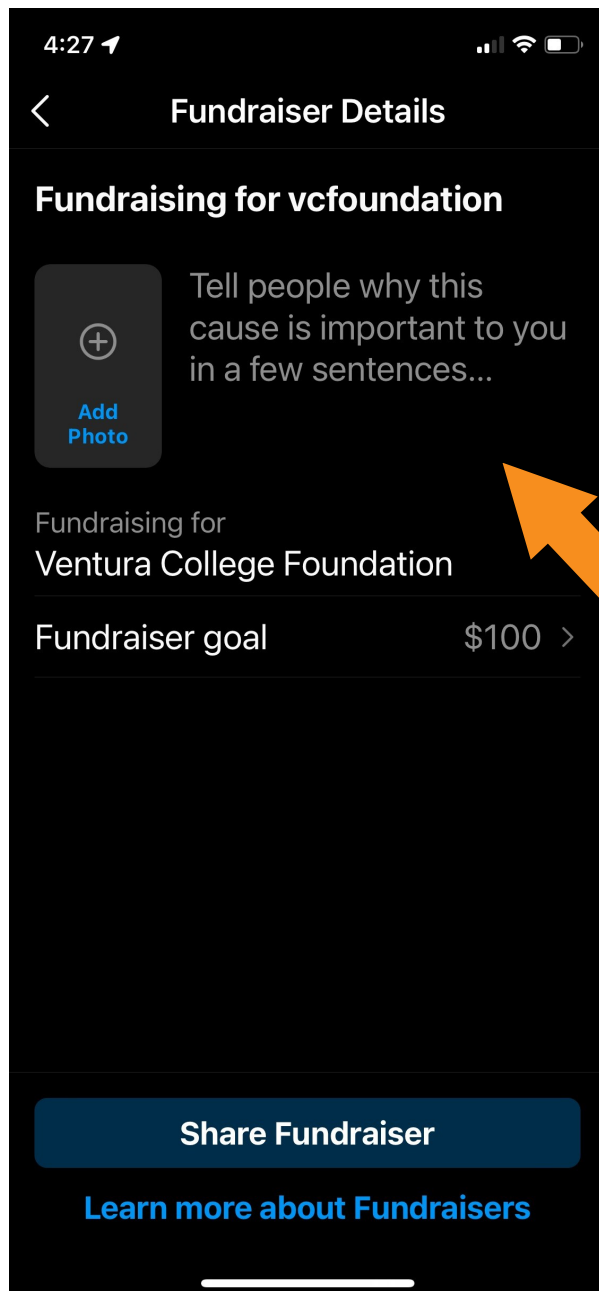 4:27
Fundraiser Details
Fundraising for vcfoundation
Tell people why this
cause is important to you
in a few sentences...
Add
Photo
Fundraising for
Ventura College Foundation
Fundraiser goal $100
Share Fundraiser
Learn more about Fundraisers